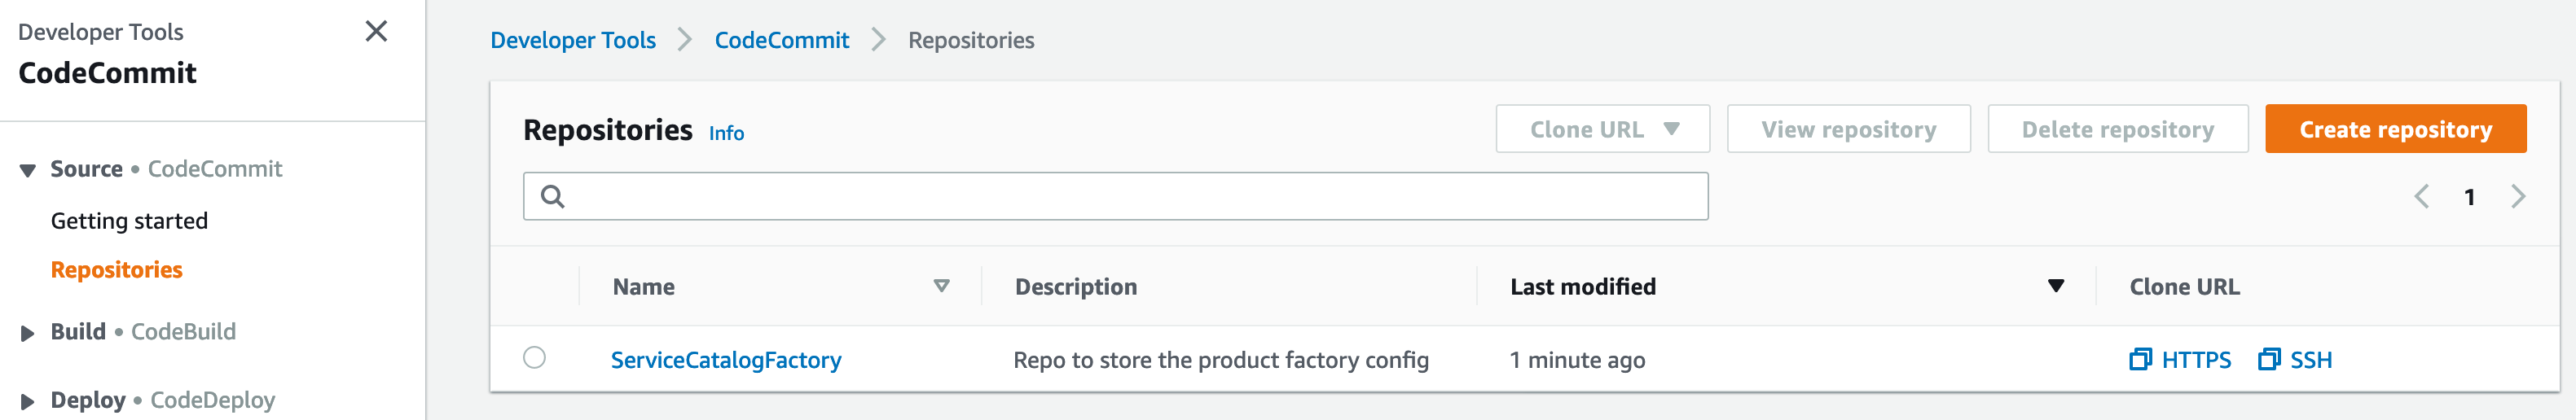 Developer Tools
CodeCommit
Source • CodeCommit
Getting started
Repositories
Build • CodeBuild
Deploy • CodeDeploy
Developer Tools > CodeCommit > Repositories
Repositories Info
Clone URL View repository Delete repository Create repository
1
Name Description Last modified Clone URL
ServiceCatalogFactory Repo to store the product factory config 1 minute ago HTTPS SSH